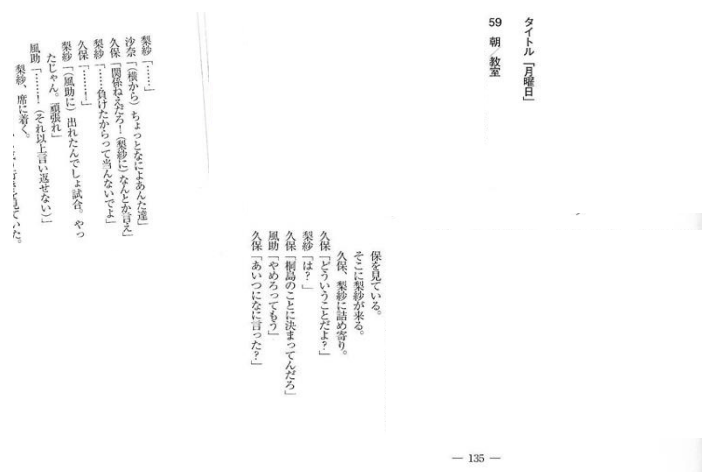 タイトル「月曜日」
59 朝／教室
保を見ている。
そこに梨紗が来る。
久保、梨紗に詰め寄り。
久保「どういうことだよ？」
梨紗「は？」
久保「桐島のことに決まってんだろ」
風助「やめろってもう」
久保「あいつになに言った？」
梨紗「……」
沙奈「（横から）ちょっとなによあんた達」
久保「関係ねえだろ！（梨紗に）なんとか言え」
梨紗「……負けたからって当んないでよ」
久保「……！」
梨紗「（風助に）出れたんでしょ試合。やっ
たじゃん。頑張れ」
風助「……！（それ以上言い返せない）」
梨紗、席に着く。
見ていた。
— 135 —